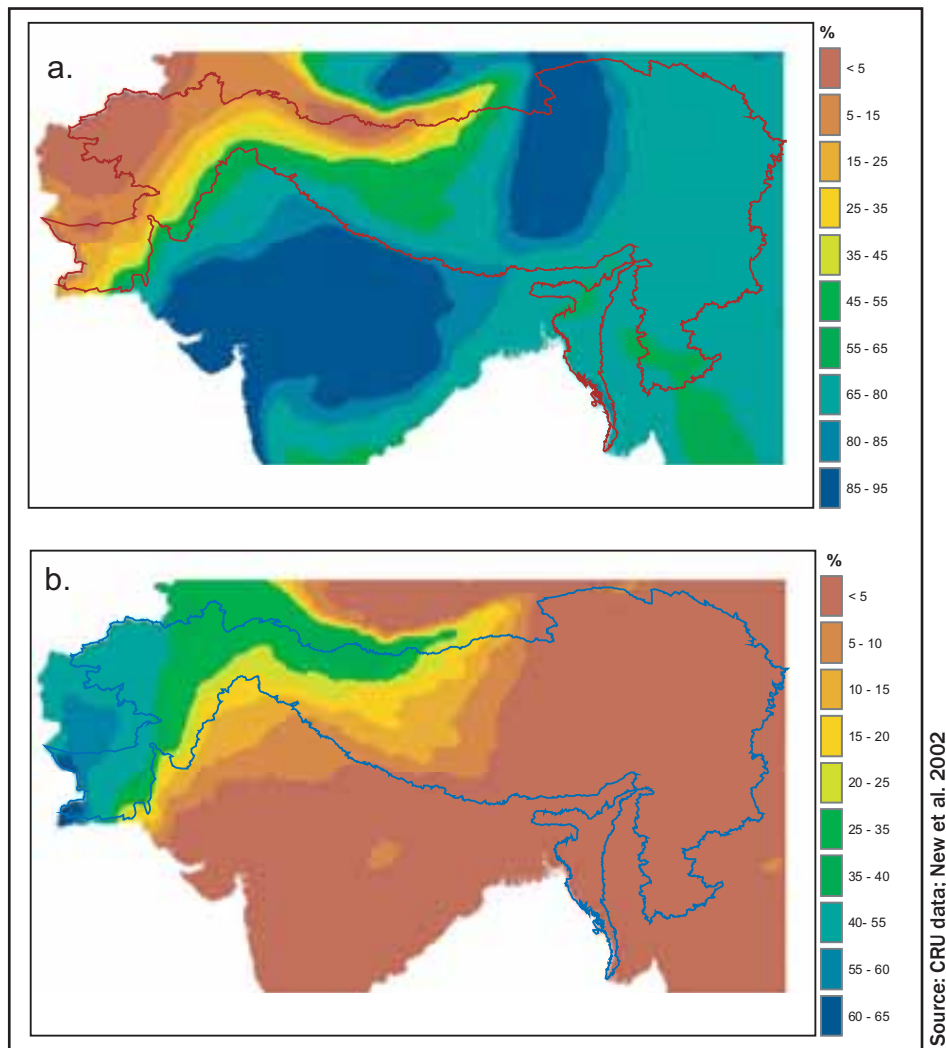 a.
%
< 5
5 - 15
15 - 25
25 - 35
35 - 45
45 - 55
55 - 65
65 - 80
80 - 85
85 - 95
b.
%
< 5
5 - 10
10 - 15
15 - 20
20 - 25
25 - 35
35 - 40
40- 55
55 - 60
60 - 65
Source: CRU data; New et al. 2002